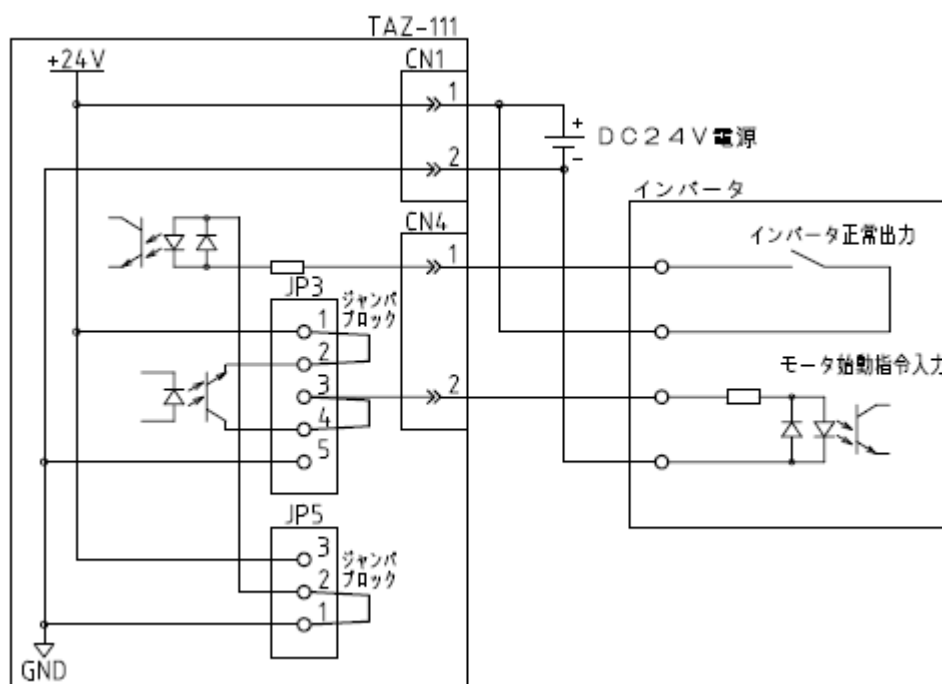 TAZ-111
+24V
CN1
1
+
DC24V電源
-
2
インバータ
CN4
インバータ正常出力
1
JP3
ジャンパ
ブロック
1
2
モータ始動指令入力
3
2
4
5
JP5
3
ジャンパ
ブロック
2
1
GND